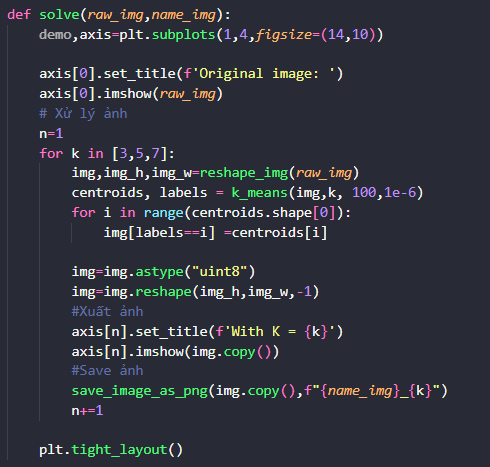 def solve(raw_img,name_img):
    demo,axis=plt.subplots(1,4,figsize=(14,10))

    axis[0].set_title(f'Original image: ')
    axis[0].imshow(raw_img)
    # Xử lý ảnh
    n=1
    for k in [3,5,7]:
        img,img_h,img_w=reshape_img(raw_img)
        centroids, labels = k_means(img,k, 100,1e-6)
        for i in range(centroids.shape[0]):
            img[labels==i] =centroids[i]

        img=img.astype("uint8")
        img=img.reshape(img_h,img_w,-1)
        #Xuất ảnh
        axis[n].set_title(f'With K = {k}')
        axis[n].imshow(img.copy())
        #Save ảnh
        save_image_as_png(img.copy(),f"{name_img}_{k}")
        n+=1

    plt.tight_layout()